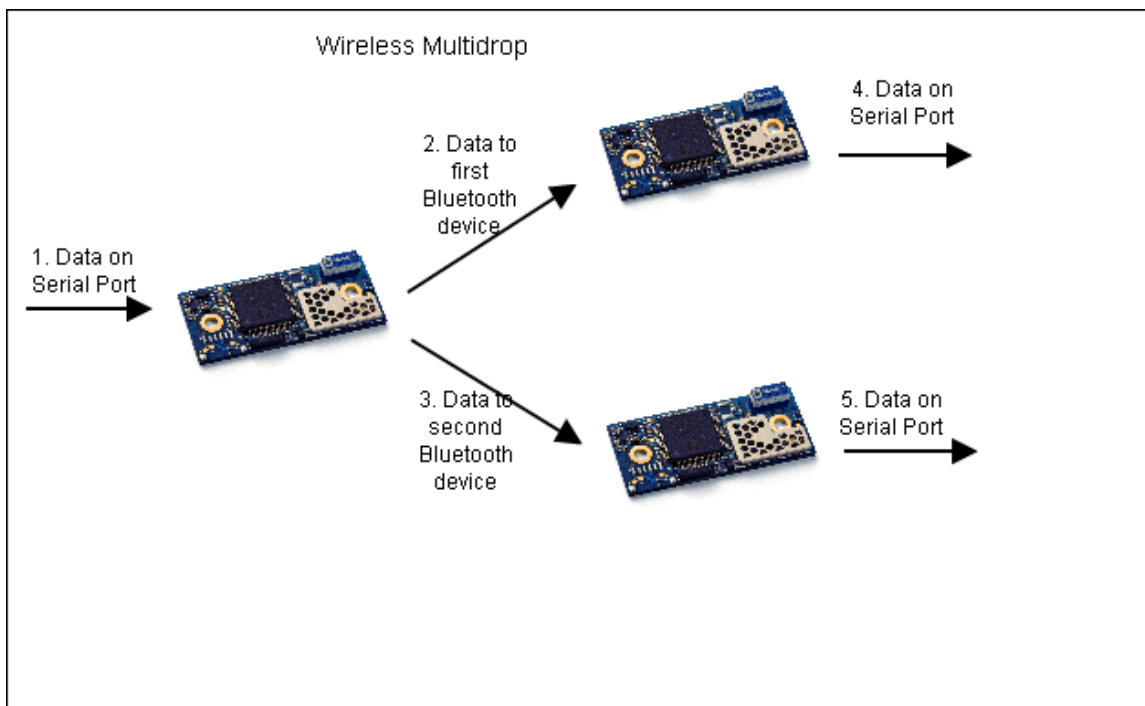 Wireless Multidrop
1. Data on
Serial Port
2. Data to
first
Bluetooth
device
3. Data to
second
Bluetooth
device
4. Data on
Serial Port
5. Data on
Serial Port